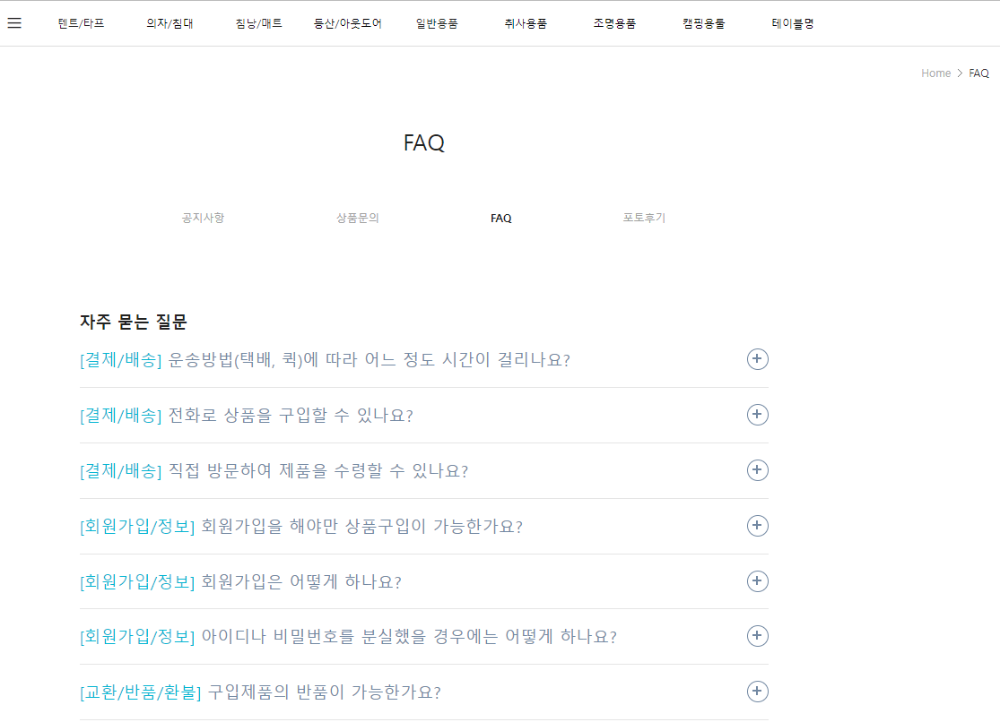 텐트/타프 의자/침대 침낭/매트 등산/아웃도어 일반용품 취사용품 조명용품 캠핑용룰 테이블명
Home > FAQ
FAQ
공지사항 상품문의 FAQ 포토후기
자주 묻는 질문
[결제/배송] 운송방법(택배, 퀵)에 따라 어느 정도 시간이 걸리나요?
[결제/배송] 전화로 상품을 구입할 수 있나요?
[결제/배송] 직접 방문하여 제품을 수령할 수 있나요?
[회원가입/정보] 회원가입을 해야만 상품구입이 가능한가요?
[회원가입/정보] 회원가입은 어떻게 하나요?
[회원가입/정보] 아이디나 비밀번호를 분실했을 경우에는 어떻게 하나요?
[교환/반품/환불] 구입제품의 반품이 가능한가요?